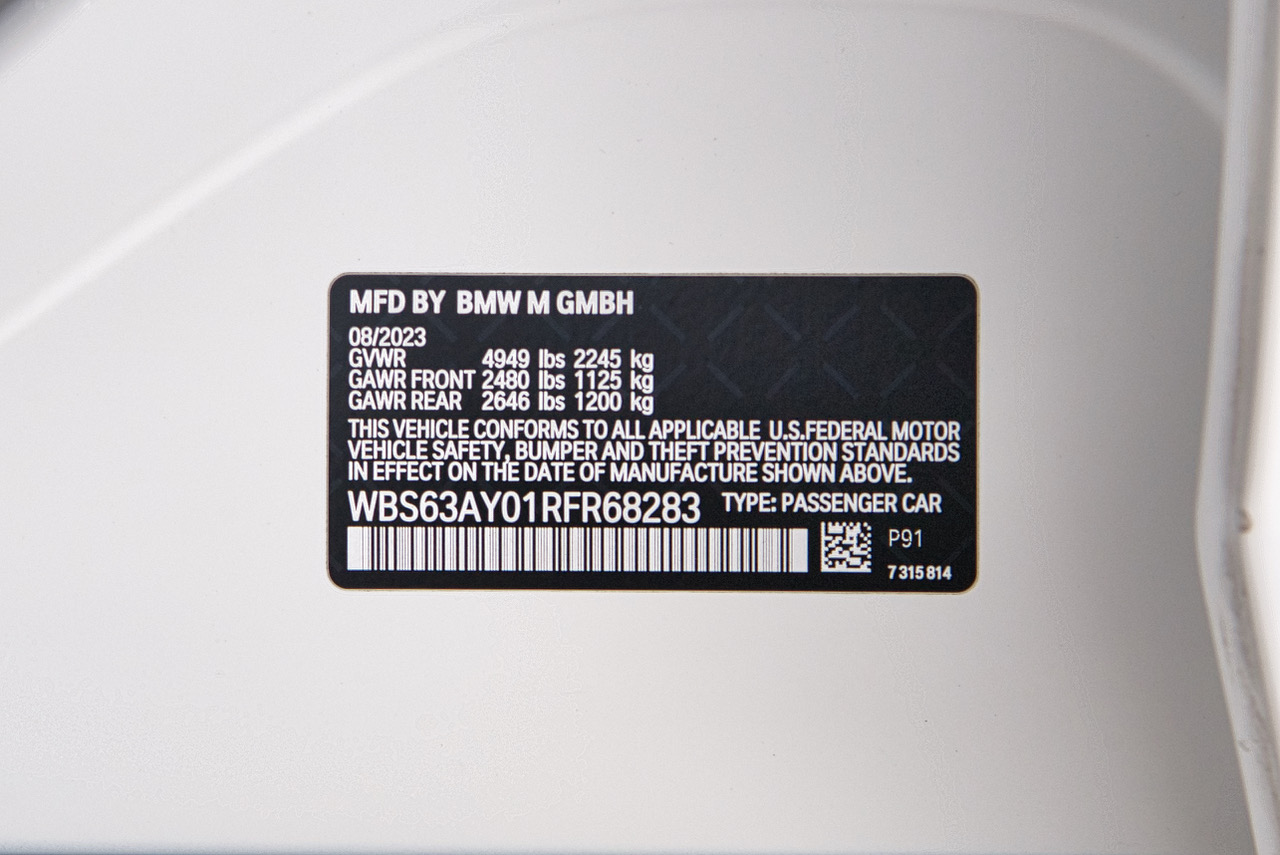 MFD BY BMW M GMBH
08/2023
GVWR 4949 lbs 2245 kg
GAWR FRONT 2480 lbs 1125 kg
GAWR REAR 2646 lbs 1200 kg
THIS VEHICLE CONFORMS TO ALL APPLICABLE U.S.FEDERAL MOTOR
VEHICLE SAFETY, BUMPER AND THEFT PREVENTION STANDARDS
IN EFFECT ON THE DATE OF MANUFACTURE SHOWN ABOVE.
WBS63AY01RFR68283 TYPE: PASSENGER CAR
P91
7 315 814